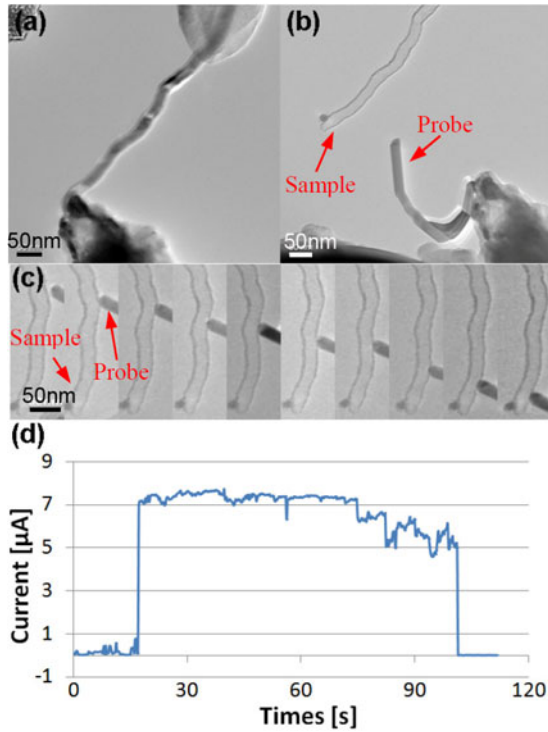 (a)
50nm
(b)
Probe
Sample
50nm
(c)
Sample
Probe
50nm
(d)
Current [µA]
9
7
5
3
1
-1
0
30
60
90
120
Times [s]